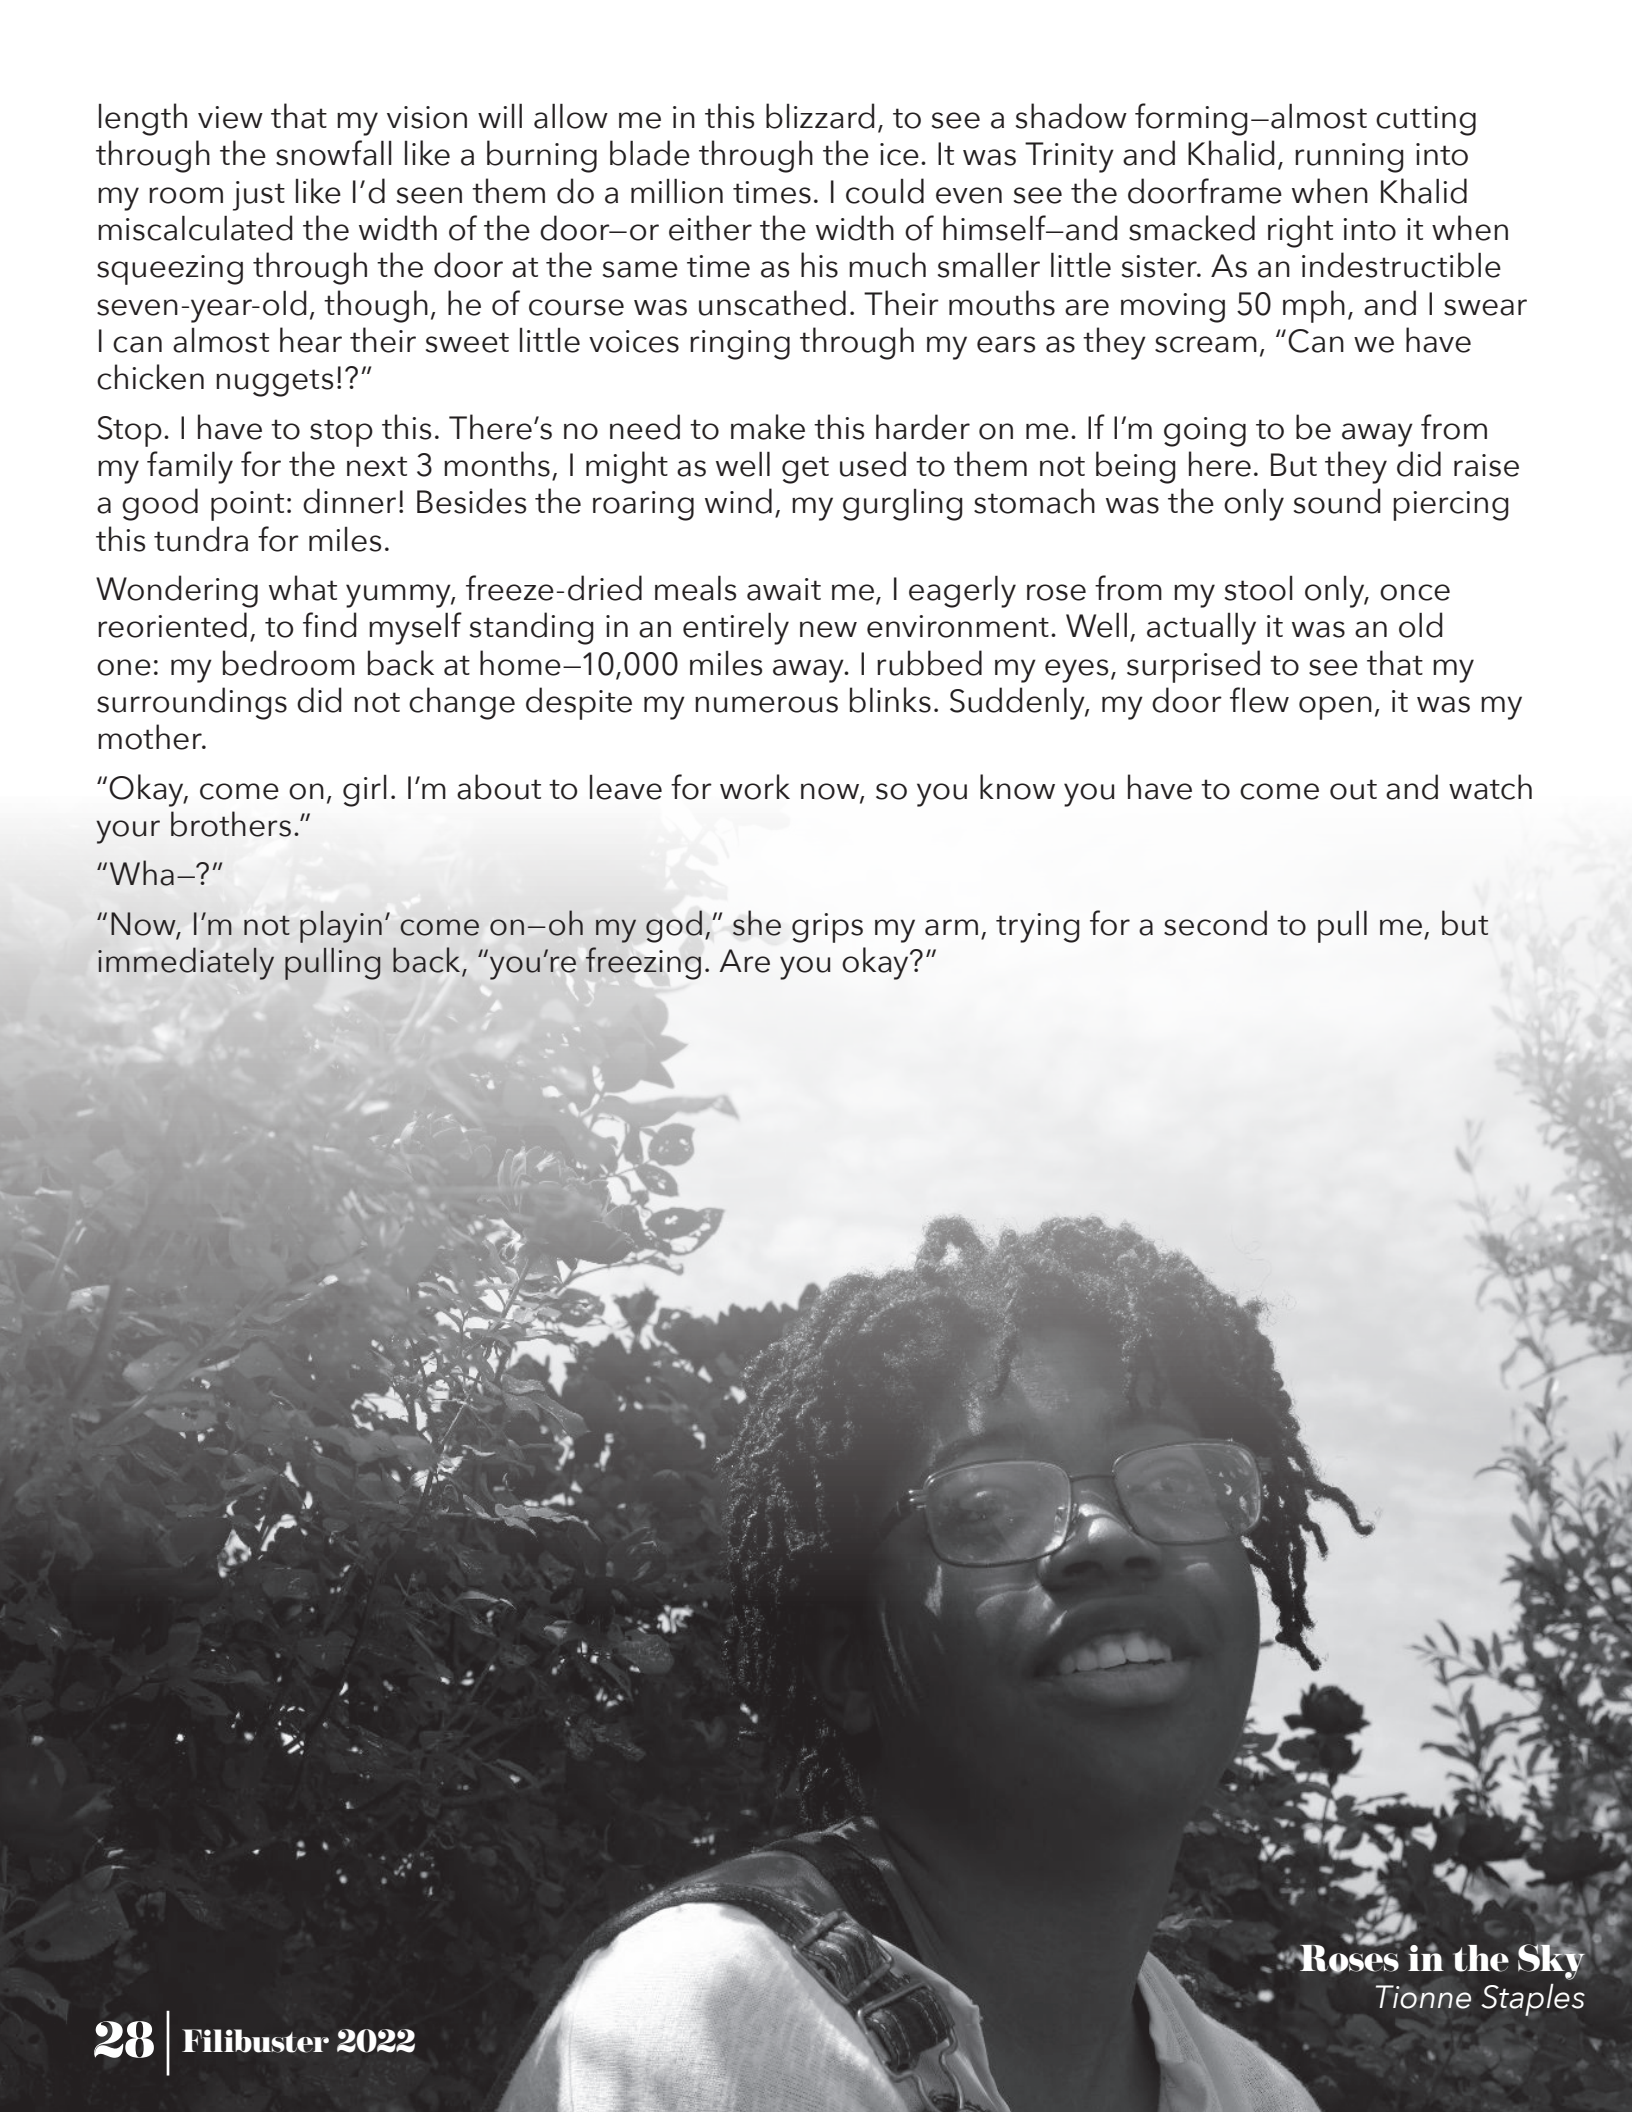 length view that my vision will allow me in this blizzard, to see a shadow forming—almost cutting
through the snowfall like a burning blade through the ice. It was Trinity and Khalid, running into
my room just like I’d seen them do a million times. I could even see the doorframe when Khalid
miscalculated the width of the door—or either the width of himself—and smacked right into it when
squeezing through the door at the same time as his much smaller little sister. As an indestructible
seven-year-old, though, he of course was unscathed. Their mouths are moving 50 mph, and I swear
I can almost hear their sweet little voices ringing through my ears as they scream, “Can we have
chicken nuggets!?”
Stop. I have to stop this. There’s no need to make this harder on me. If I’m going to be away from
my family for the next 3 months, I might as well get used to them not being here. But they did raise
a good point: dinner! Besides the roaring wind, my gurgling stomach was the only sound piercing
this tundra for miles.
Wondering what yummy, freeze-dried meals await me, I eagerly rose from my stool only, once
reoriented, to find myself standing in an entirely new environment. Well, actually it was an old
one: my bedroom back at home—10,000 miles away. I rubbed my eyes, surprised to see that my
surroundings did not change despite my numerous blinks. Suddenly, my door flew open, it was my
mother.
“Okay, come on, girl. I’m about to leave for work now, so you know you have to come out and watch
your brothers.”
“Wha—?”
“Now, I’m not playin’ come on—oh my god,” she grips my arm, trying for a second to pull me, but
immediately pulling back, “you’re freezing. Are you okay?”
Roses in the Sky
Tionne Staples
28 | Filibuster 2022